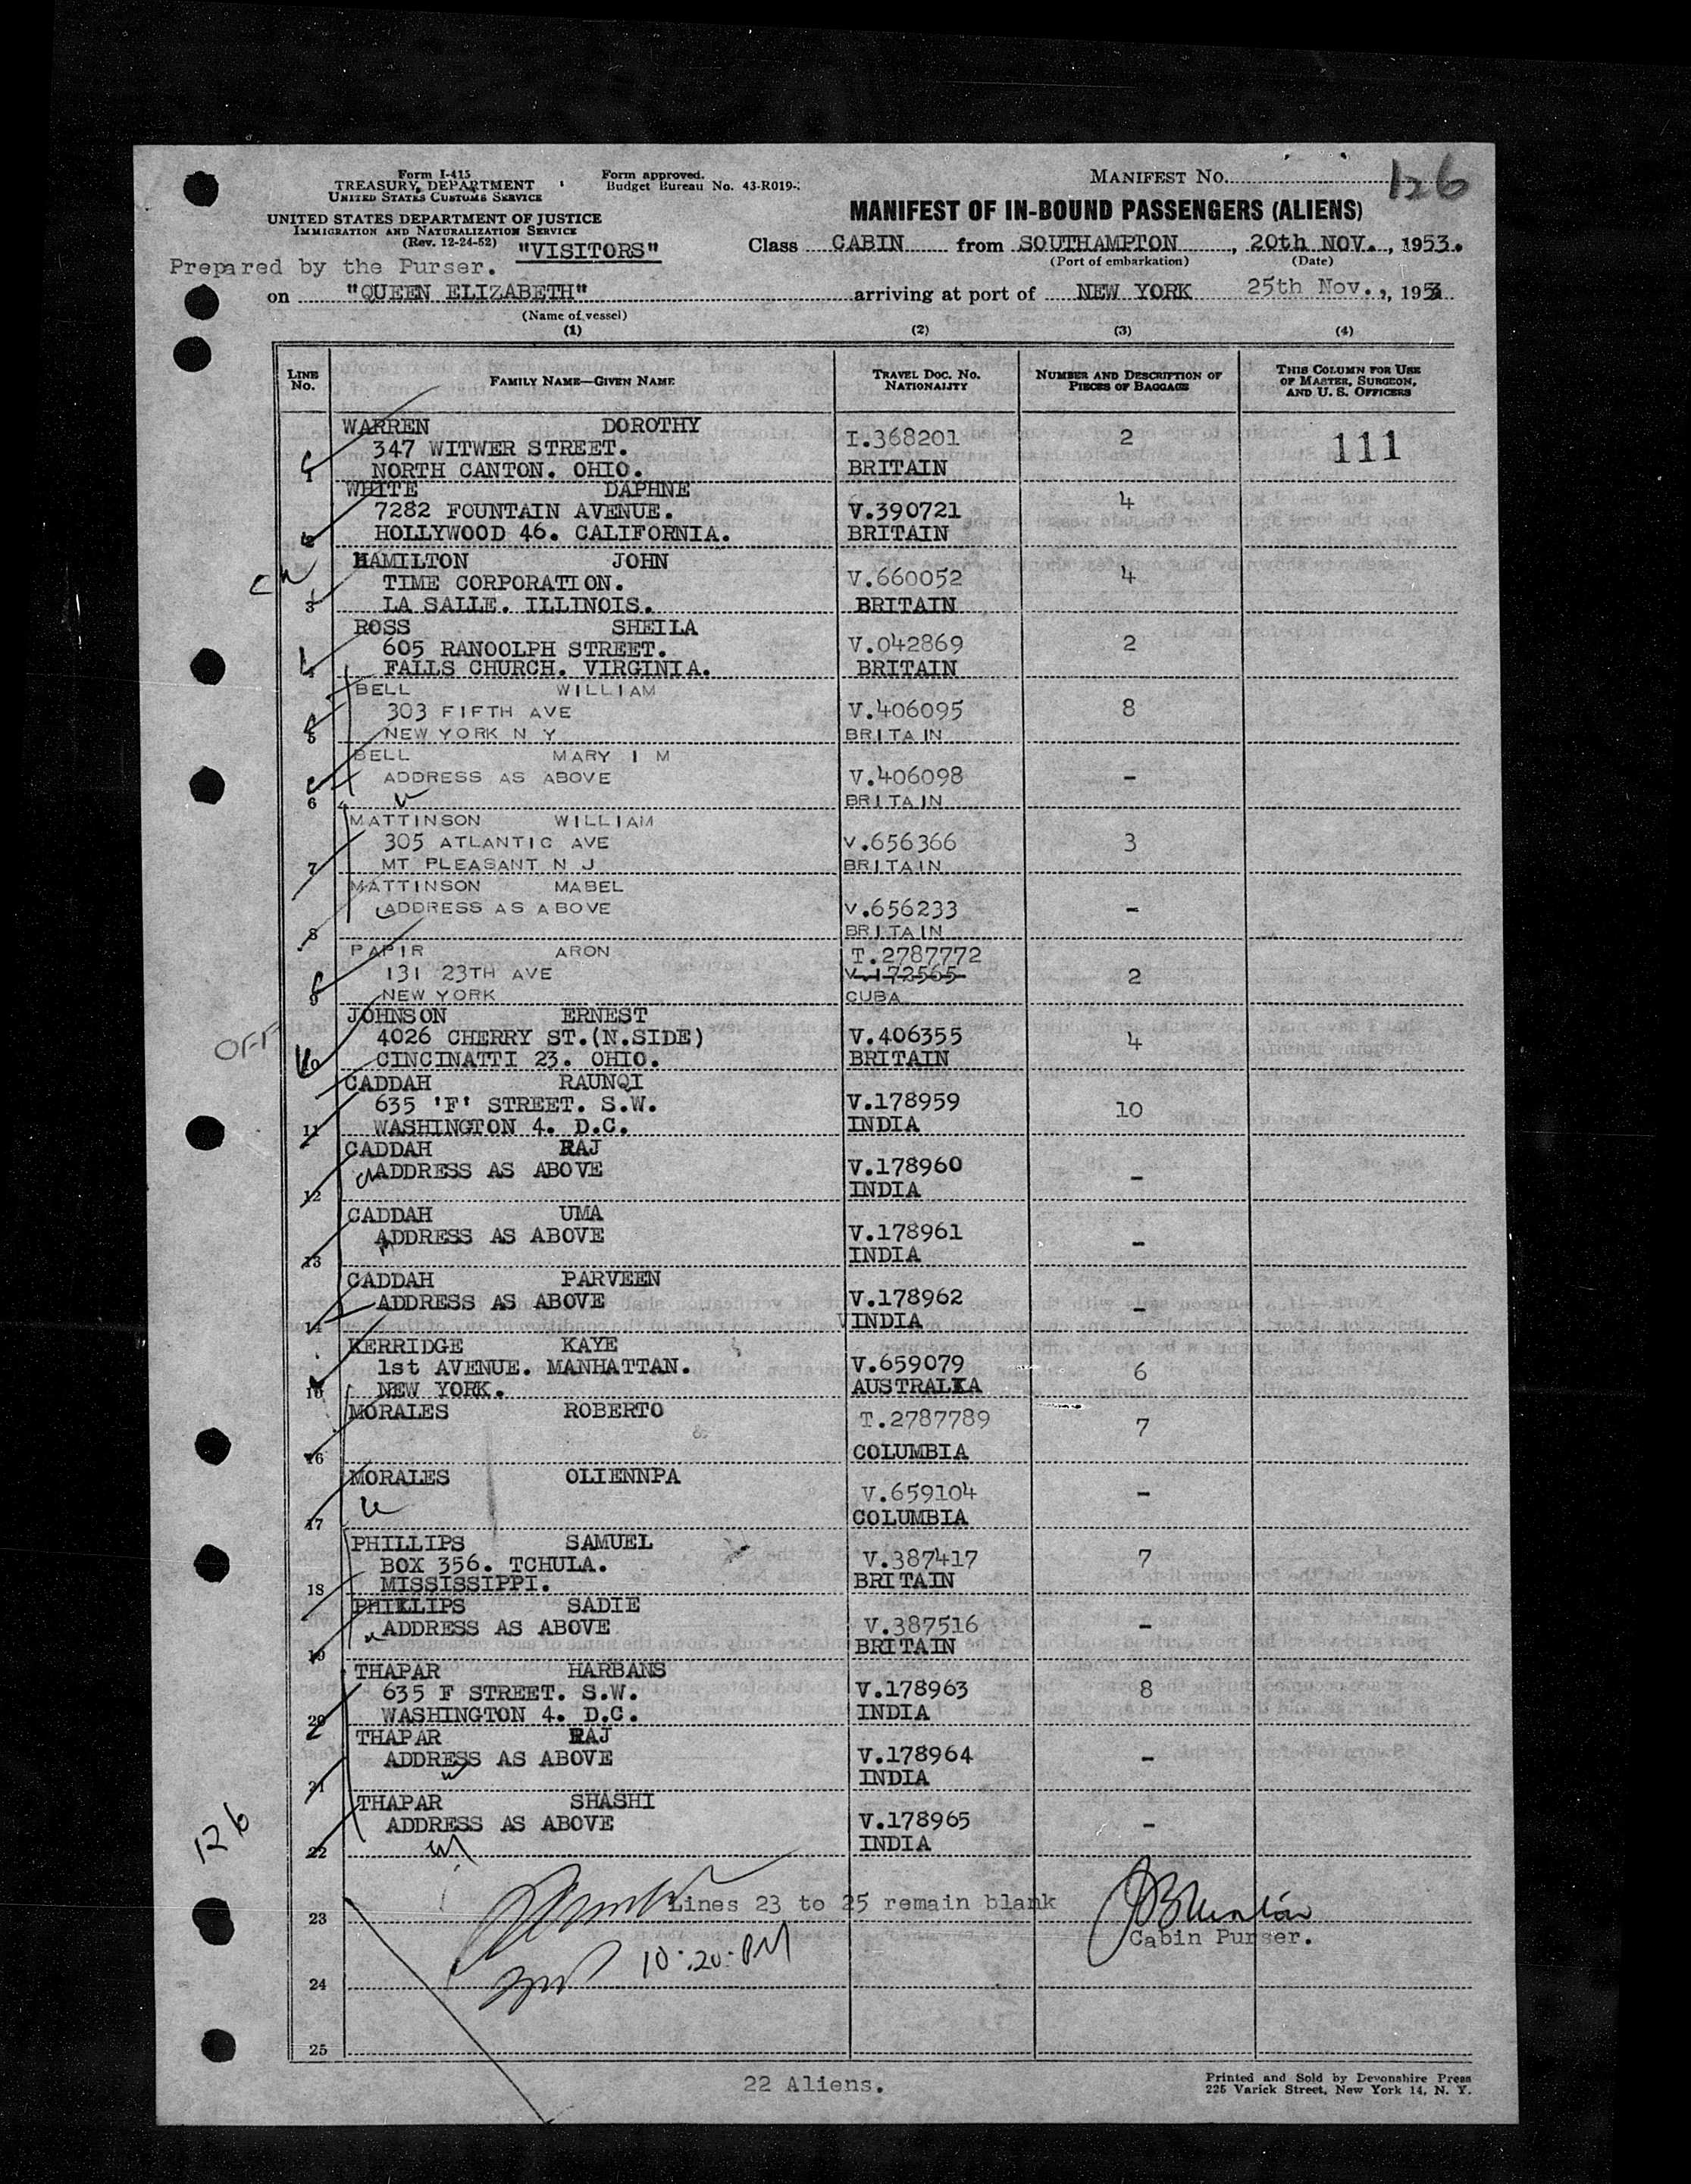 Form I-415
TREASURY DEPARTMENT
UNITED STATES CUSTOMS SERVICE
Form approved.
Budget Bureau No. 43-R019-
MANIFEST No. 126
UNITED STATES DEPARTMENT OF JUSTICE
IMMIGRATION AND NATURALIZATION SERVICE
(Rev. 12-24-52)
"VISITORS"
MANIFEST OF IN-BOUND PASSENGERS (ALIENS)
Class CABIN from SOUTHAMPTON, 20th NOV., 1953.
(Port of embarkation) (Date)
Prepared by the Purser.
on "QUEEN ELIZABETH" arriving at port of NEW YORK 25th Nov., 1953
(Name of vessel)
(1) (2) (3) (4)
LINE No. FAMILY NAME—GIVEN NAME TRAVEL DOC. NO. NATIONALITY NUMBER AND DESCRIPTION OF PIECES OF BAGGAGE THIS COLUMN FOR USE OF MASTER, SURGEON, AND U. S. OFFICERS
WARREN DOROTHY
347 WITWER STREET. I.368201 2 111
1 NORTH CANTON. OHIO. BRITAIN
WHITE DAPHNE
7282 FOUNTAIN AVENUE. V.390721 4
2 HOLLYWOOD 46. CALIFORNIA. BRITAIN
HAMILTON JOHN
TIME CORPORATION. V.660052 4
3 LA SALLE. ILLINOIS. BRITAIN
ROSS SHEILA
605 RANOOLPH STREET. V.042869 2
4 FALLS CHURCH. VIRGINIA. BRITAIN
BELL WILLIAM
303 FIFTH AVE V.406095 8
5 NEW YORK N Y BRITAIN
BELL MARY I M
ADDRESS AS ABOVE V.406098 -
6 BRITAIN
MATTINSON WILLIAM
305 ATLANTIC AVE V.656366 3
7 MT PLEASANT N J BRITAIN
MATTINSON MABEL
ADDRESS AS ABOVE V.656233 -
8 BRITAIN
PAPIR ARON T.2787772
131 23TH AVE V.172565 2
9 NEW YORK CUBA
JOHNSON ERNEST
OFF 4026 CHERRY ST.(N.SIDE) V.406355 4
10 CINCINATTI 23. OHIO. BRITAIN
CADDAH RAUNQI
635 'F' STREET. S.W. V.178959 10
11 WASHINGTON 4. D.C. INDIA
CADDAH RAJ
ADDRESS AS ABOVE V.178960 -
12 INDIA
CADDAH UMA
ADDRESS AS ABOVE V.178961 -
13 INDIA
CADDAH PARVEEN
ADDRESS AS ABOVE V.178962 -
14 INDIA
KERRIDGE KAYE
1st AVENUE. MANHATTAN. V.659079 6
15 NEW YORK. AUSTRALIA
MORALES ROBERTO T.2787789 7
16 COLUMBIA
MORALES OLIENNPA V.659104 -
17 COLUMBIA
PHILLIPS SAMUEL
BOX 356. TCHULA. V.387417 7
18 MISSISSIPPI. BRITAIN
PHILLIPS SADIE
ADDRESS AS ABOVE V.387516 -
19 BRITAIN
THAPAR HARBANS
635 F STREET. S.W. V.178963 8
20 WASHINGTON 4. D.C. INDIA
THAPAR RAJ
ADDRESS AS ABOVE V.178964 -
21 INDIA
THAPAR SHASHI
126 ADDRESS AS ABOVE V.178965 -
22 INDIA
23 Lines 23 to 25 remain blank
Cabin Purser.
10:20 PM
24
25
22 Aliens.
Printed and Sold by Devonshire Press
225 Varick Street, New York 14, N. Y.